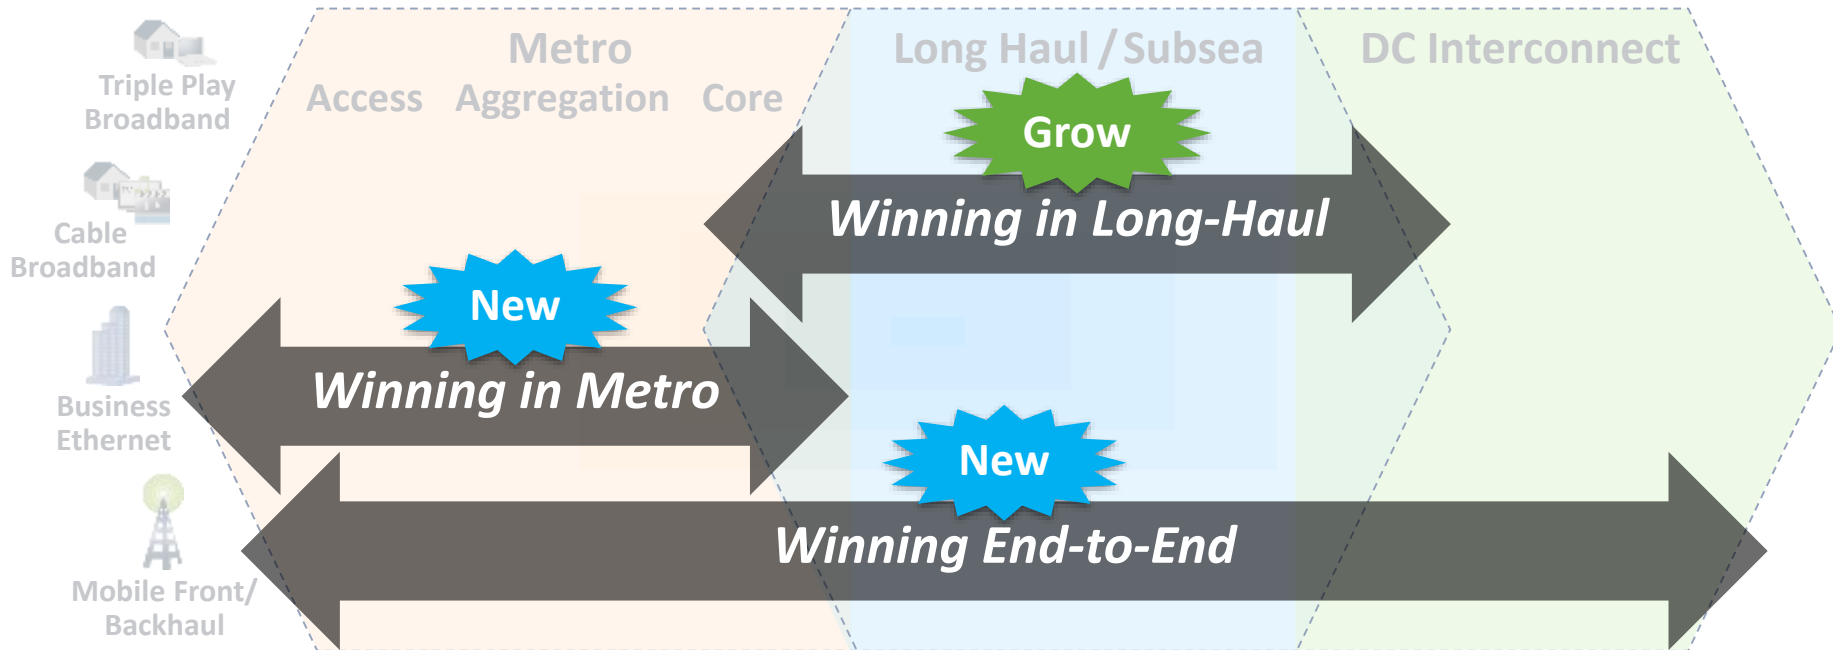 Triple Play
Broadband
Cable
Broadband
Business
Ethernet
Mobile Front/
Backhaul
Metro
Access Aggregation Core
Long Haul / Subsea
DC Interconnect
Grow
Winning in Long-Haul
New
Winning in Metro
New
Winning End-to-End